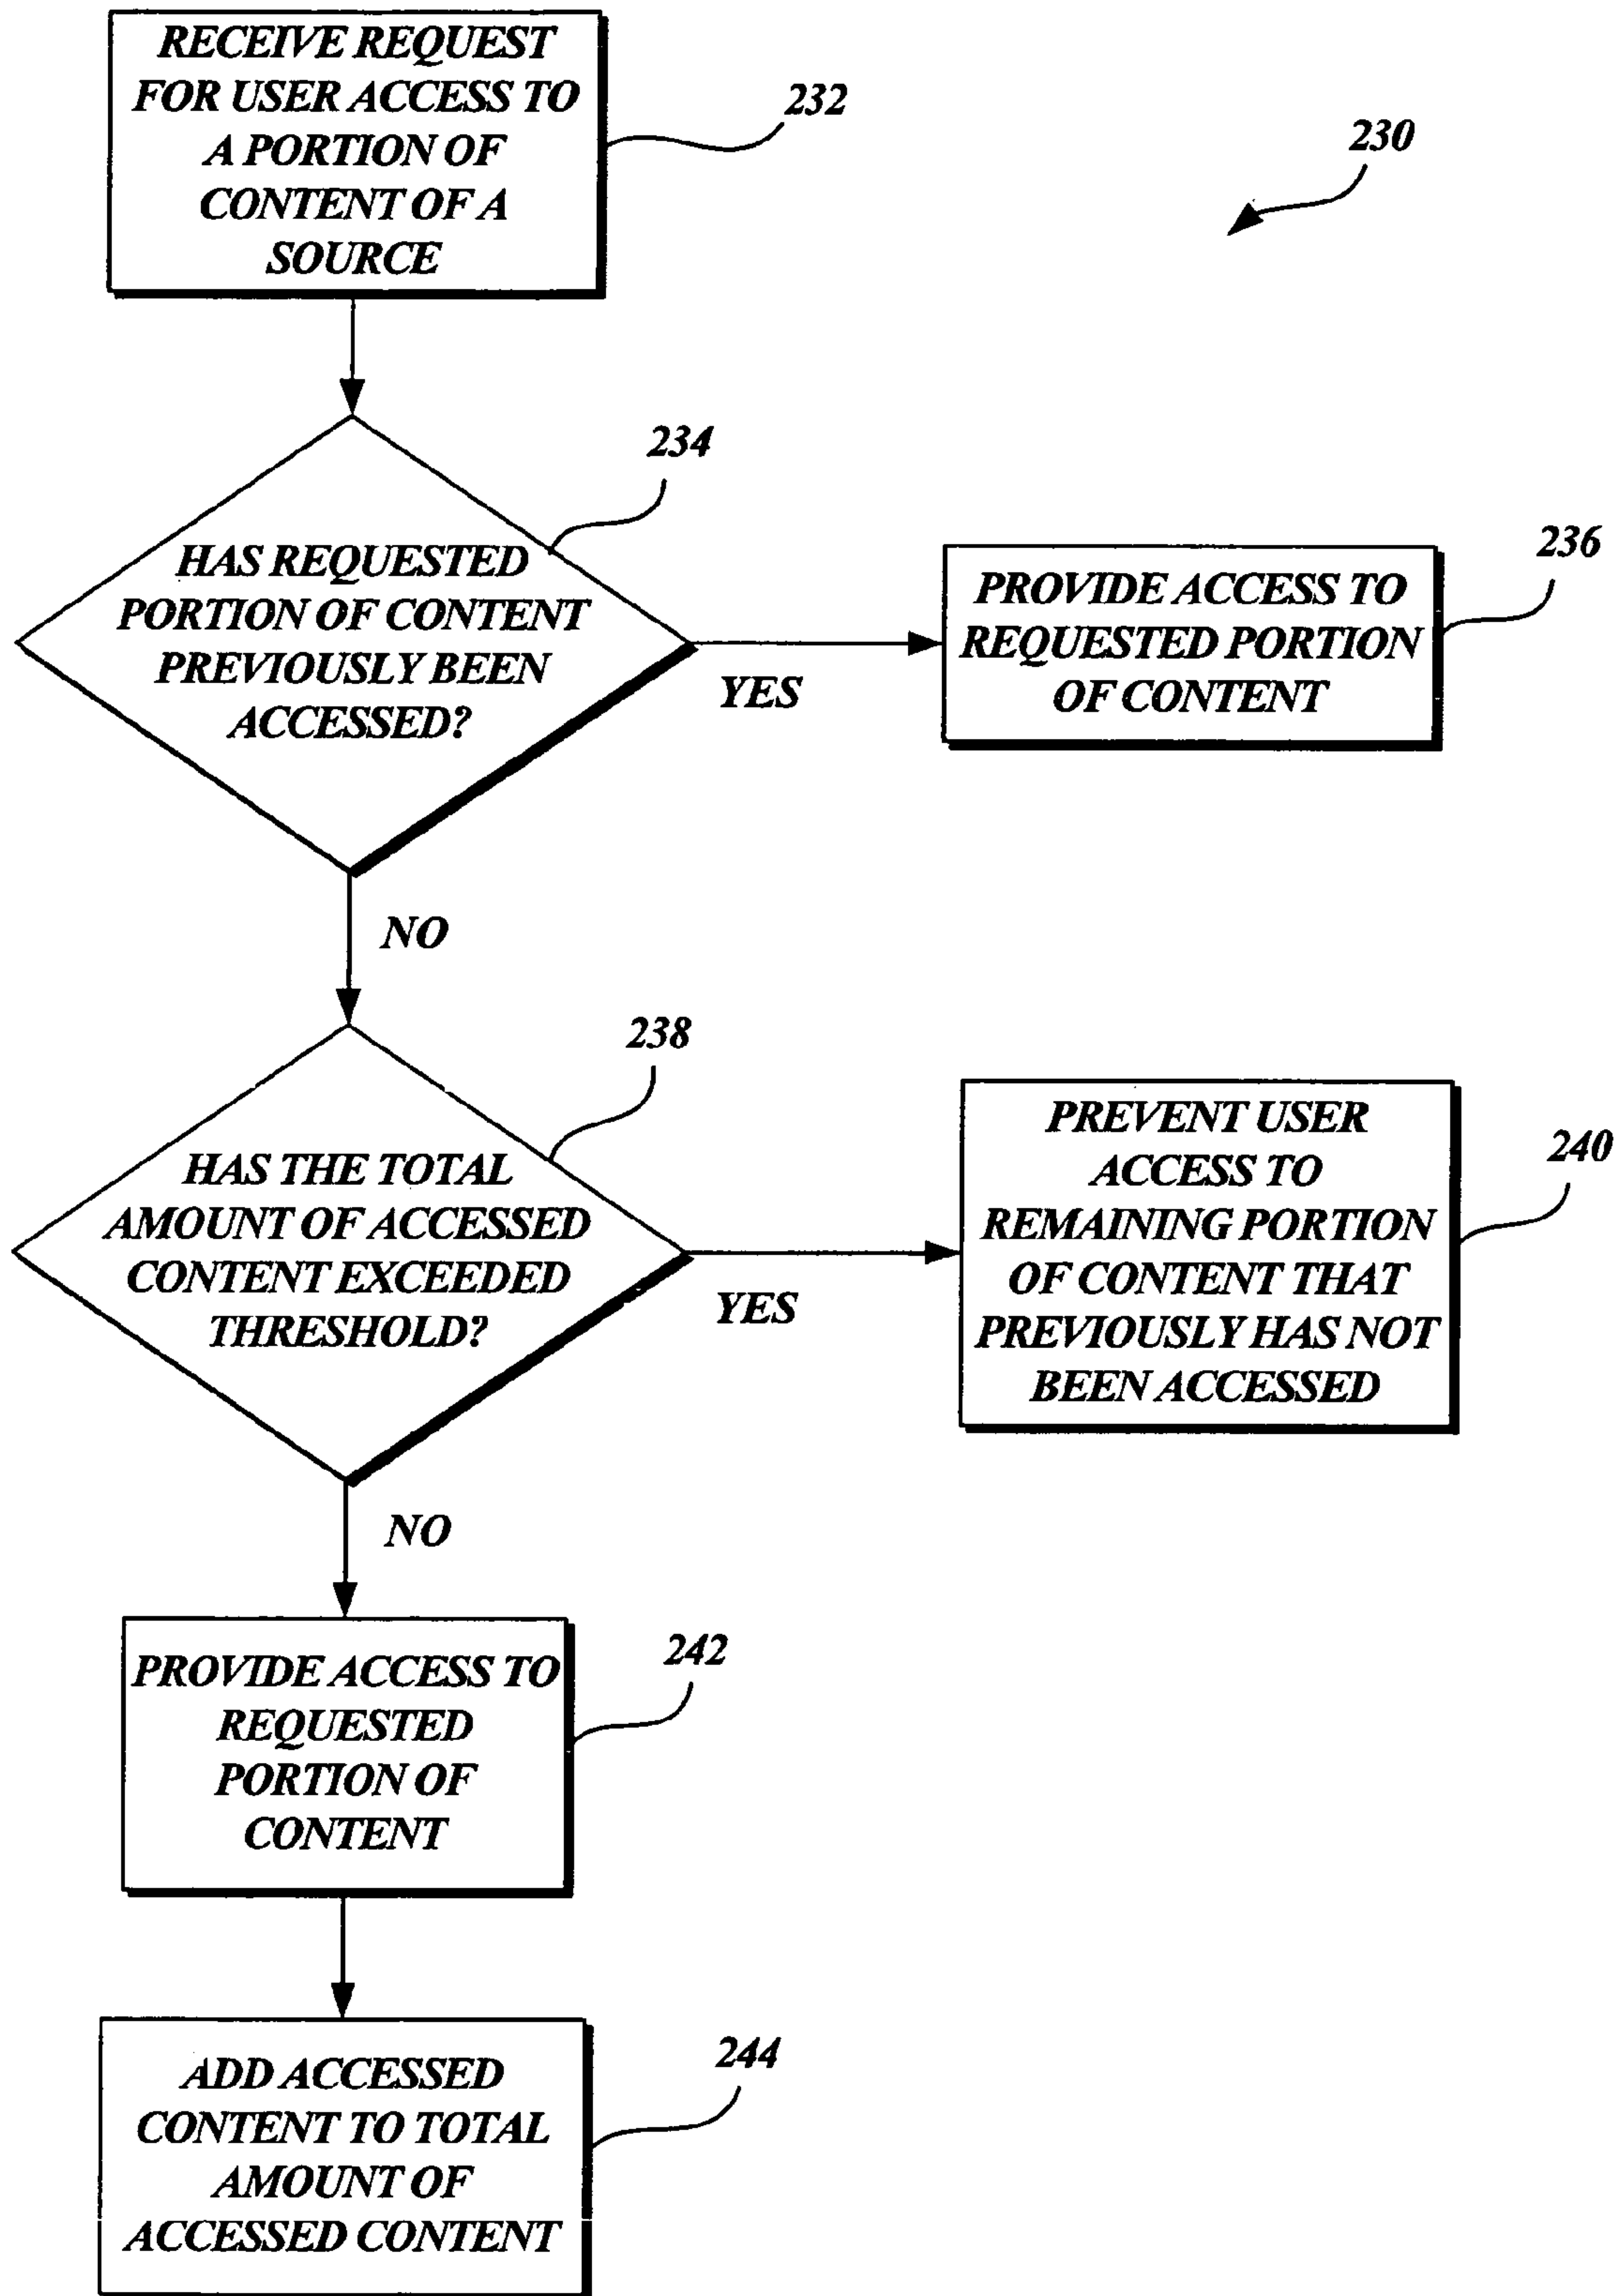 RECEIVE REQUEST
FOR USER ACCESS TO
A PORTION OF
CONTENT OF A
SOURCE
232
230
234
HAS REQUESTED
PORTION OF CONTENT
PREVIOUSLY BEEN
ACCESSED?
YES
236
PROVIDE ACCESS TO
REQUESTED PORTION
OF CONTENT
NO
238
HAS THE TOTAL
AMOUNT OF ACCESSED
CONTENT EXCEEDED
THRESHOLD?
YES
PREVENT USER
ACCESS TO
REMAINING PORTION
OF CONTENT THAT
PREVIOUSLY HAS NOT
BEEN ACCESSED
240
NO
PROVIDE ACCESS TO
REQUESTED
PORTION OF
CONTENT
242
ADD ACCESSED
CONTENT TO TOTAL
AMOUNT OF
ACCESSED CONTENT
244